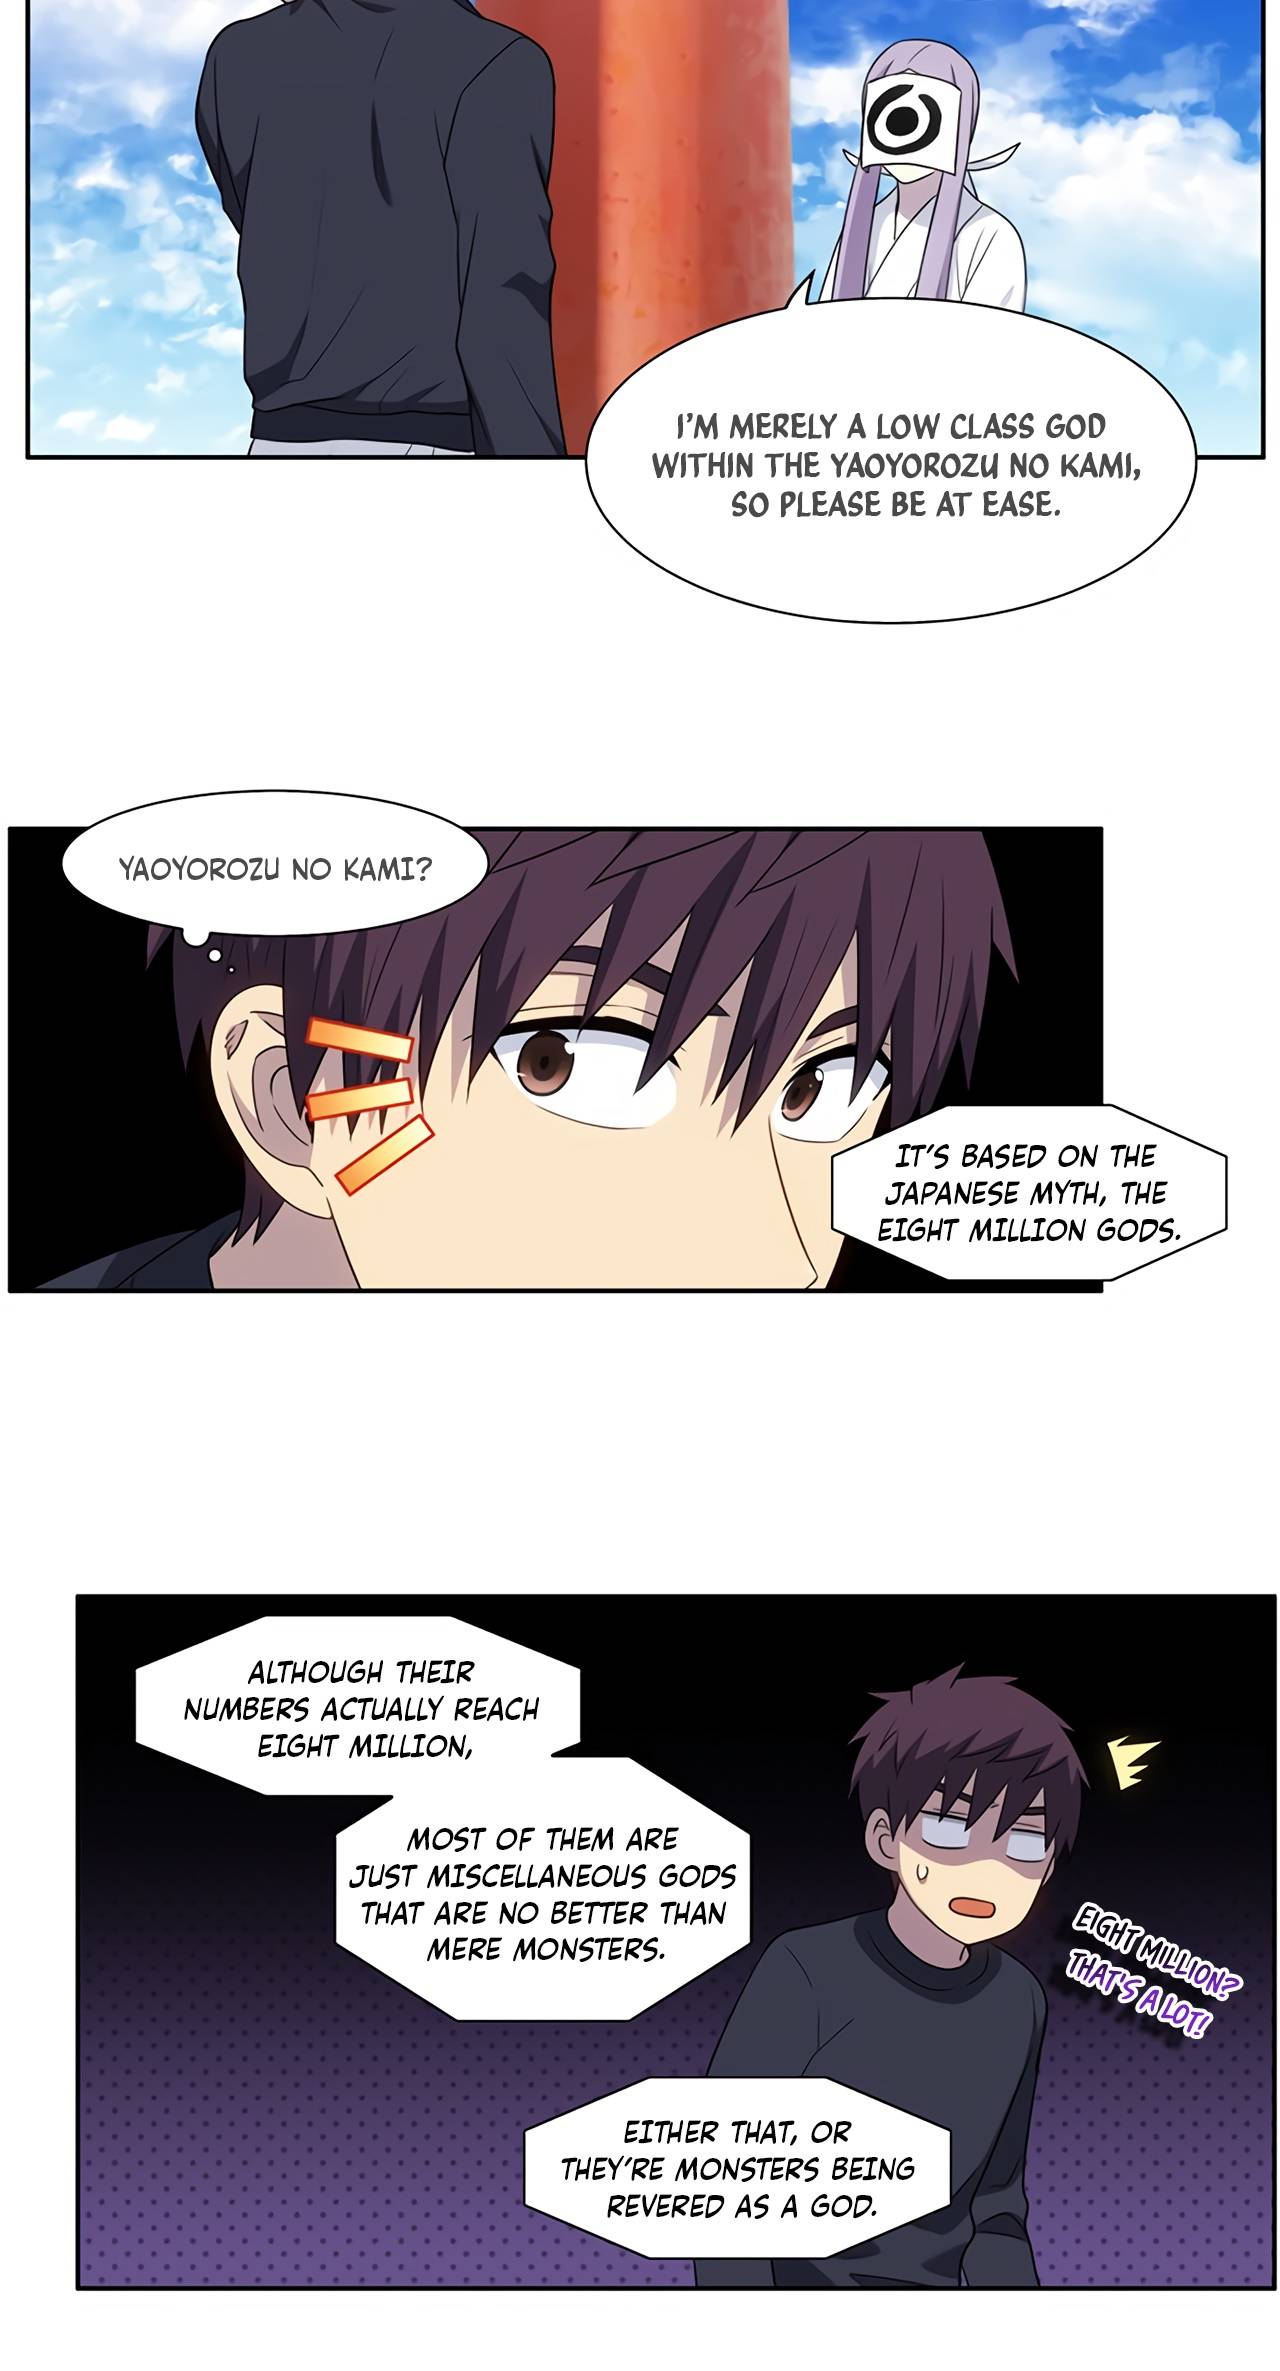 I'M MERELY A LOW CLASS GOD
WITHIN THE YAOYOROZU NO KAMI,
SO PLEASE BE AT EASE.
YAOYOROZU NO KAMI?
IT'S BASED ON THE
JAPANESE MYTH, THE
EIGHT MILLION GODS.
ALTHOUGH THEIR
NUMBERS ACTUALLY REACH
EIGHT MILLION,
MOST OF THEM ARE
JUST MISCELLANEOUS GODS
THAT ARE NO BETTER THAN
MERE MONSTERS.
EIGHT MILLION?
THAT'S A LOT!
EITHER THAT, OR
THEY'RE MONSTERS BEING
REVERED AS A GOD.